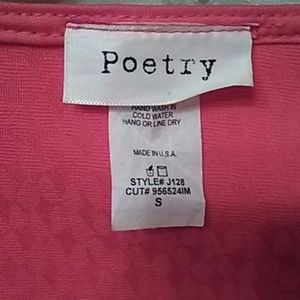 Poetry
HAND WASH IN
COLD WATER
HANG OR LINE DRY
MADE IN U.S.A.
STYLE# J128
CUT# 956524IM
S